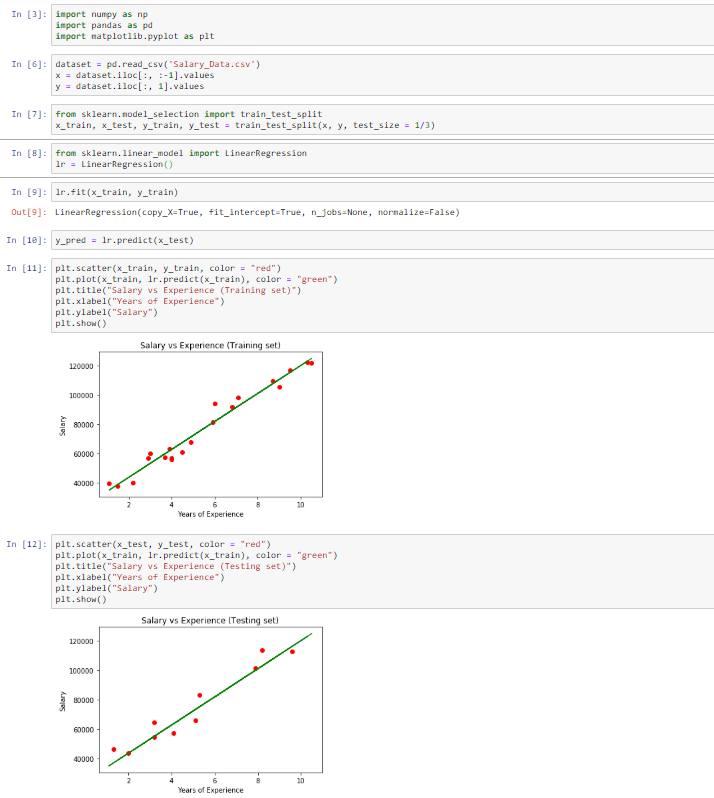 In [3]: import numpy as np
import pandas as pd
import matplotlib.pyplot as plt
In [6]: dataset = pd.read_csv('Salary_Data.csv')
x = dataset.iloc[:, :-1].values
y = dataset.iloc[:, 1].values
In [7]: from sklearn.model_selection import train_test_split
x_train, x_test, y_train, y_test = train_test_split(x, y, test_size = 1/3)
In [8]: from sklearn.linear_model import LinearRegression
lr = LinearRegression()
In [9]: lr.fit(x_train, y_train)
Out[9]: LinearRegression(copy_X=True, fit_intercept=True, n_jobs=None, normalize=False)
In [10]: y_pred = lr.predict(x_test)
In [11]: plt.scatter(x_train, y_train, color = "red")
plt.plot(x_train, lr.predict(x_train), color = "green")
plt.title("Salary vs Experience (Training set)")
plt.xlabel("Years of Experience")
plt.ylabel("Salary")
plt.show()
Salary vs Experience (Training set)
120000
100000
80000
60000
40000
Salary
2 4 6 8 10
Years of Experience
In [12]: plt.scatter(x_test, y_test, color = "red")
plt.plot(x_train, lr.predict(x_train), color = "green")
plt.title("Salary vs Experience (Testing set)")
plt.xlabel("Years of Experience")
plt.ylabel("Salary")
plt.show()
Salary vs Experience (Testing set)
120000
100000
80000
60000
40000
Salary
2 4 6 8 10
Years of Experience